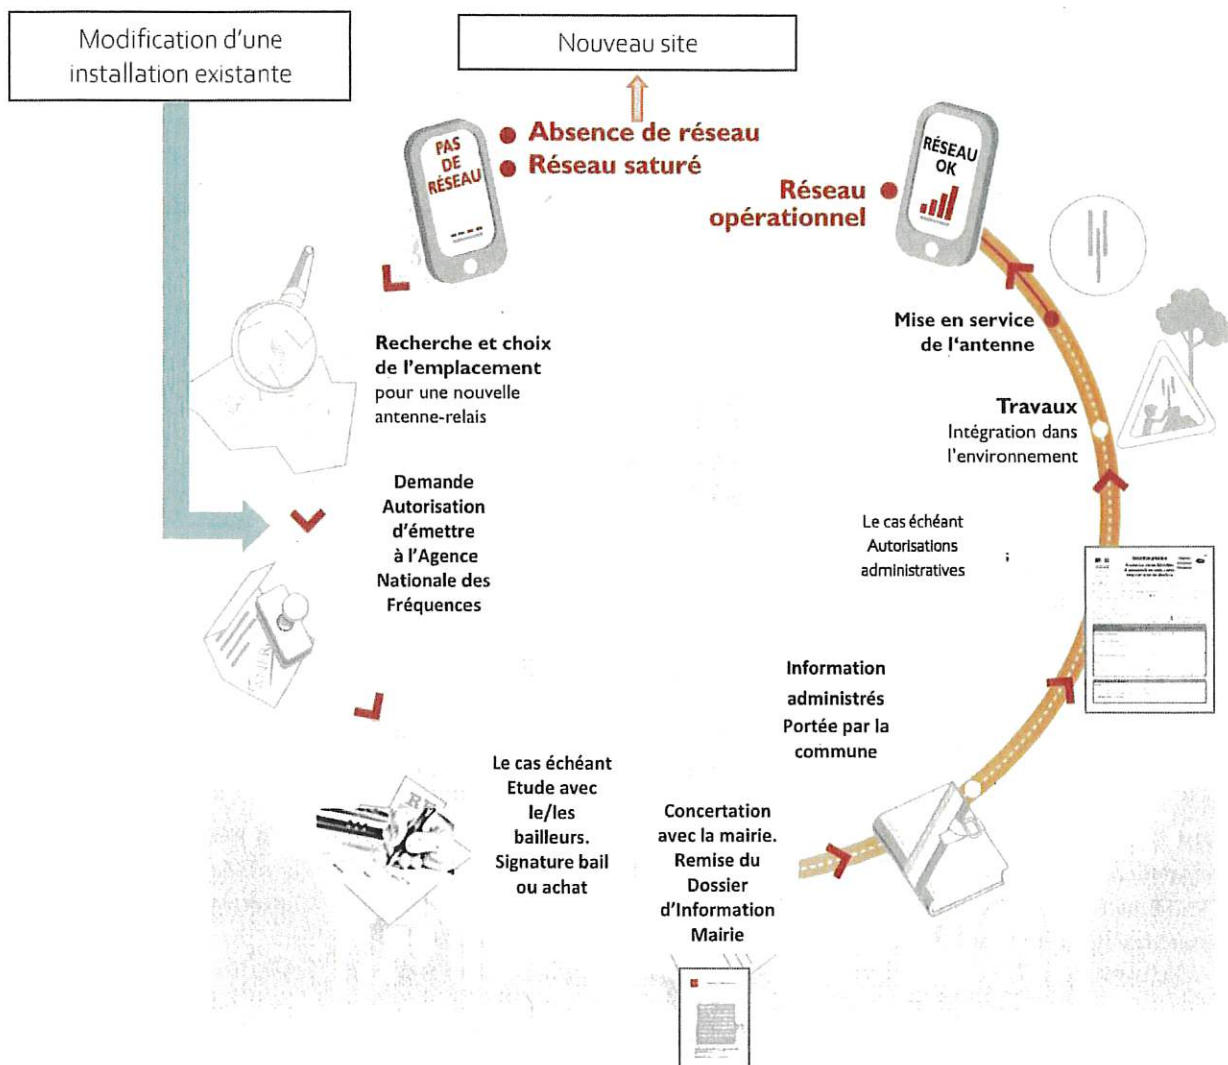 Modification d'une
installation existante
Nouveau site
Absence de réseau
Réseau saturé
PAS
DE
RÉSEAU
RÉSEAU
OK
Réseau
opérationnel
Recherche et choix
de l'emplacement
pour une nouvelle
antenne-relais
Demande
Autorisation
d'émettre
à l'Agence
Nationale des
Fréquences
Le cas échéant
Etude avec
le/les
bailleurs.
Signature bail
ou achat
Concertation
avec la mairie.
Remise du
Dossier
d'Information
Mairie
Information
administrés
Portée par la
commune
Le cas échéant
Autorisations
administratives
;
Travaux
Intégration dans
l'environnement
Mise en service
de l'antenne